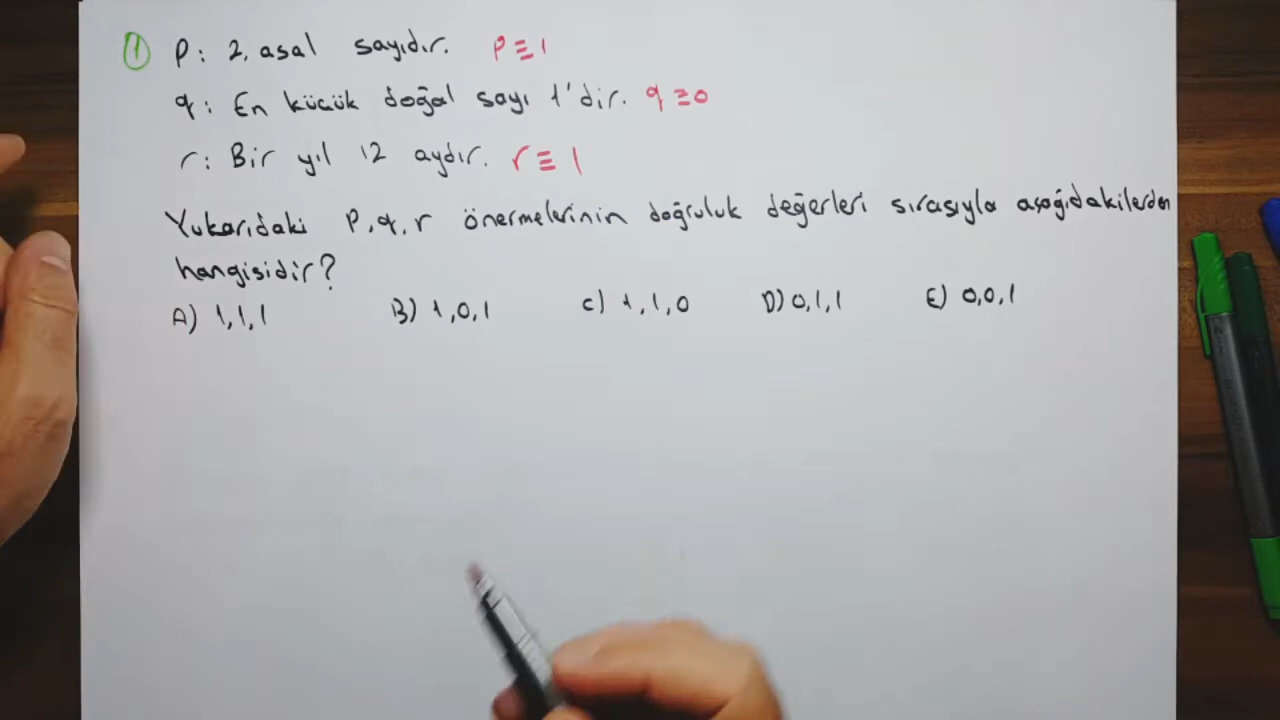 ① p: 2, asal sayıdır. p≡1
q: En küçük doğal sayı 1'dir. q≡0
r: Bir yıl 12 aydır. r≡1
Yukarıdaki p,q,r önermelerinin doğruluk değerleri sırasıyla aşağıdakilerden
hangisidir?
A) 1,1,1 B) 1,0,1 C) 1,1,0 D) 0,1,1 E) 0,0,1